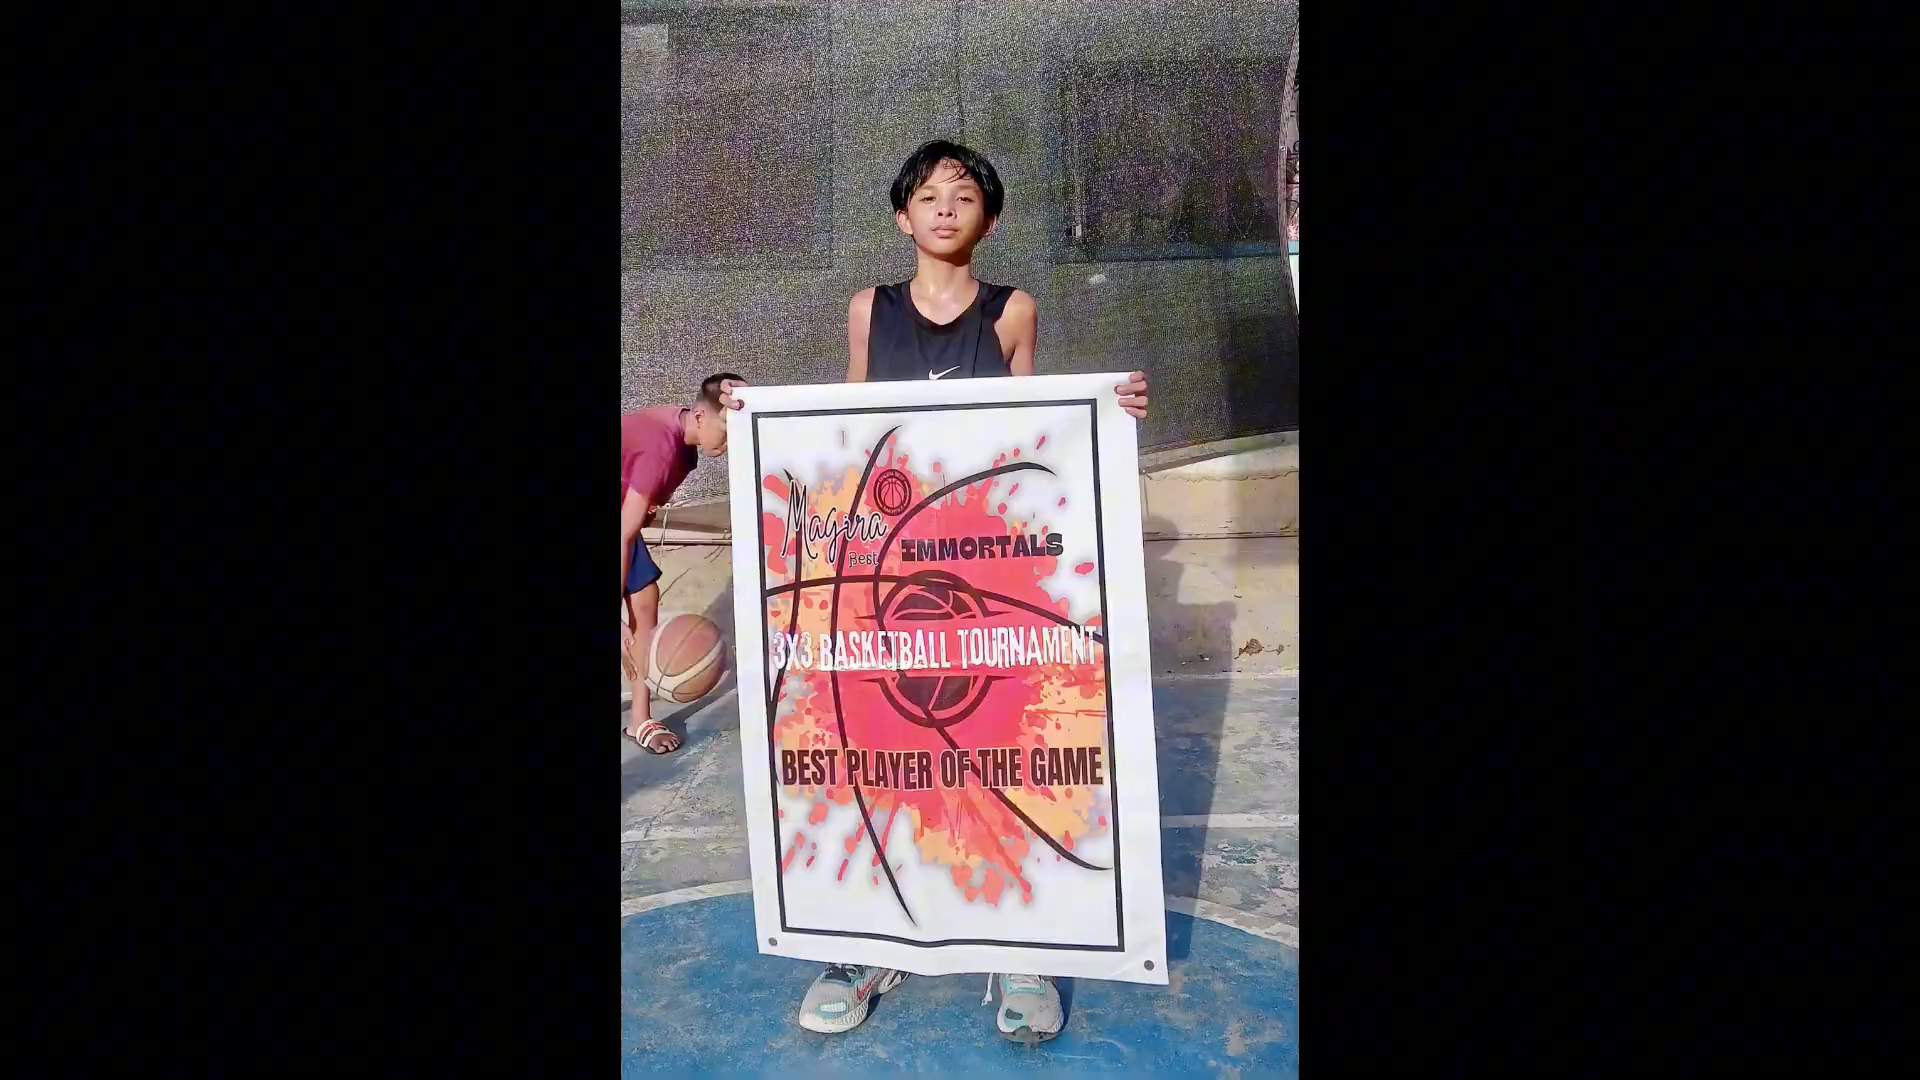 Magira
Best
IMMORTALS
3X3 BASKETBALL TOURNAMENT
BEST PLAYER OF THE GAME